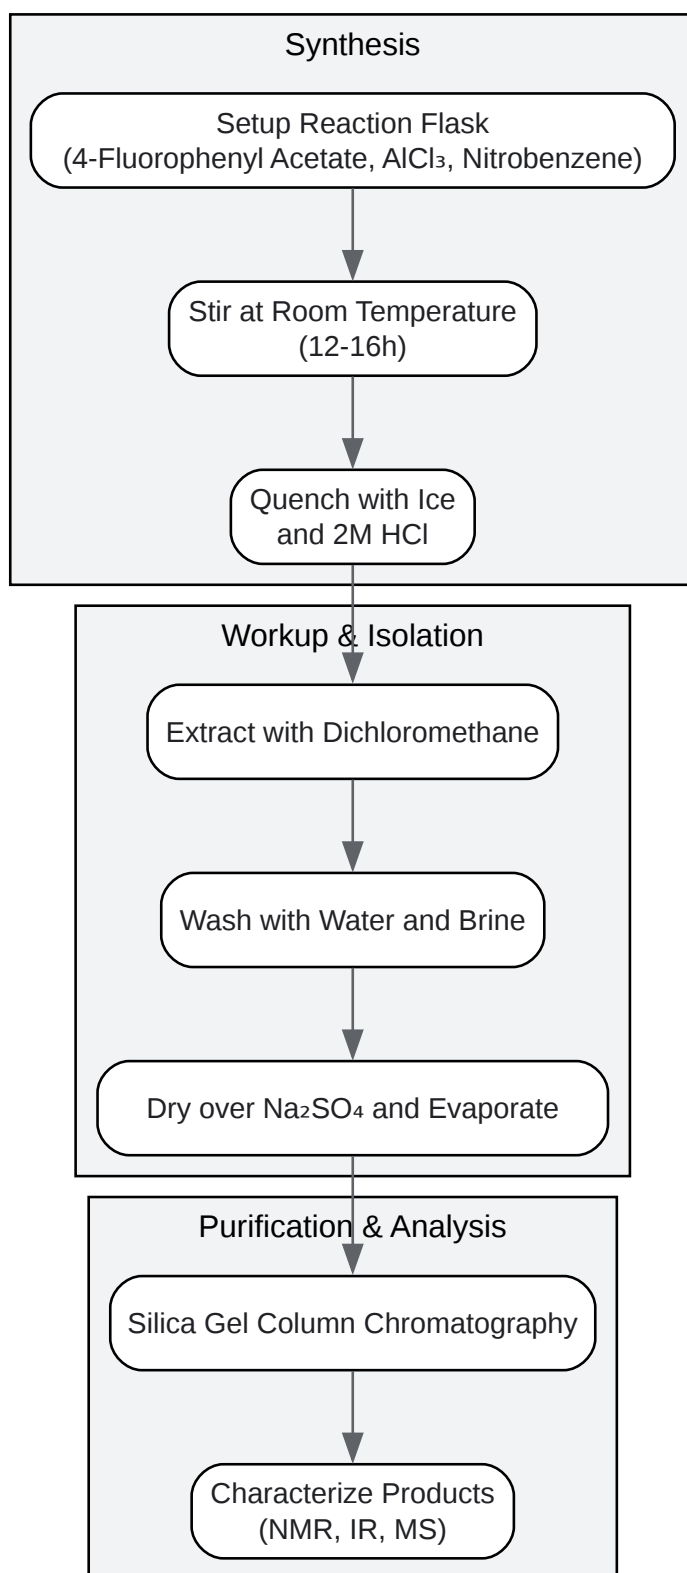 Synthesis
Setup Reaction Flask
(4-Fluorophenyl Acetate, AlCl₃, Nitrobenzene)
Stir at Room Temperature
(12-16h)
Quench with Ice
and 2M HCl
Workup & Isolation
Extract with Dichloromethane
Wash with Water and Brine
Dry over Na₂SO₄ and Evaporate
Purification & Analysis
Silica Gel Column Chromatography
Characterize Products
(NMR, IR, MS)